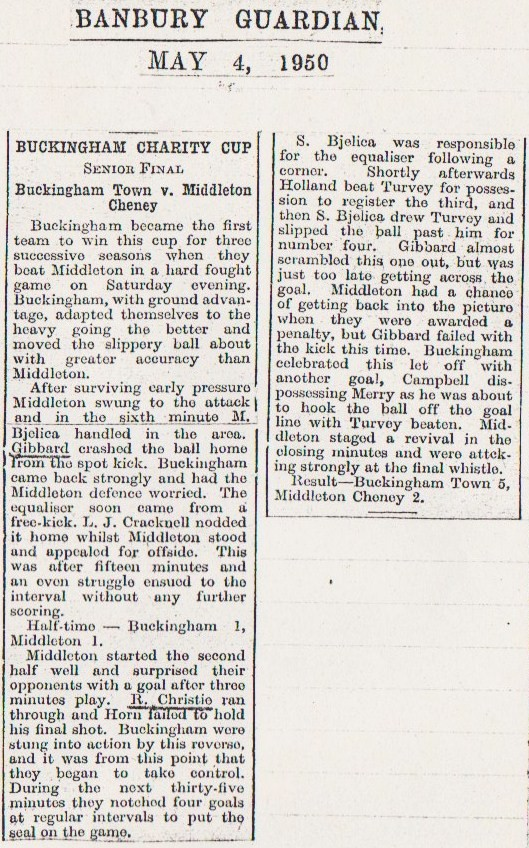 BANBURY GUARDIAN,
MAY 4, 1950
BUCKINGHAM CHARITY CUP
SENIOR FINAL
Buckingham Town v. Middleton
Cheney
Buckingham became the first
team to win this cup for three
successive seasons when they
beat Middleton in a hard fought
game on Saturday evening.
Buckingham, with ground advan-
tage, adapted themselves to the
heavy going the better and
moved the slippery ball about
with greater accuracy than
Middleton.
After surviving early pressure
Middleton swung to the attack
and in the sixth minute M.
Bjelica handled in the area.
Gibbard crashed the ball home
from the spot kick. Buckingham
came back strongly and had the
Middleton defence worried. The
equaliser soon came from a
free-kick. L. J. Cracknell nodded
it home whilst Middleton stood
and appealed for offside. This
was after fifteen minutes and
an even struggle ensued to the
interval without any further
scoring.
Half-time — Buckingham 1,
Middleton 1.
Middleton started the second
half well and surprised their
opponents with a goal after three
minutes play. R. Christie ran
through and Horn failed to hold
his final shot. Buckingham were
stung into action by this reverse,
and it was from this point that
they began to take control.
During the next thirty-five
minutes they notched four goals
at regular intervals to put the
seal on the game.
S. Bjelica was responsible
for the equaliser following a
corner. Shortly afterwards
Holland beat Turvey for posses-
sion to register the third, and
then S. Bjelica drew Turvey and
slipped the ball past him for
number four. Gibbard almost
scrambled this one out, but was
just too late getting across the
goal. Middleton had a chance
of getting back into the picture
when they were awarded a
penalty, but Gibbard failed with
the kick this time. Buckingham
celebrated this let off with
another goal, Campbell dis-
possessing Merry as he was about
to hook the ball off the goal
line with Turvey beaten. Mid-
dleton staged a revival in the
closing minutes and were attck-
ing strongly at the final whistle.
Result—Buckingham Town 5,
Middleton Cheney 2.